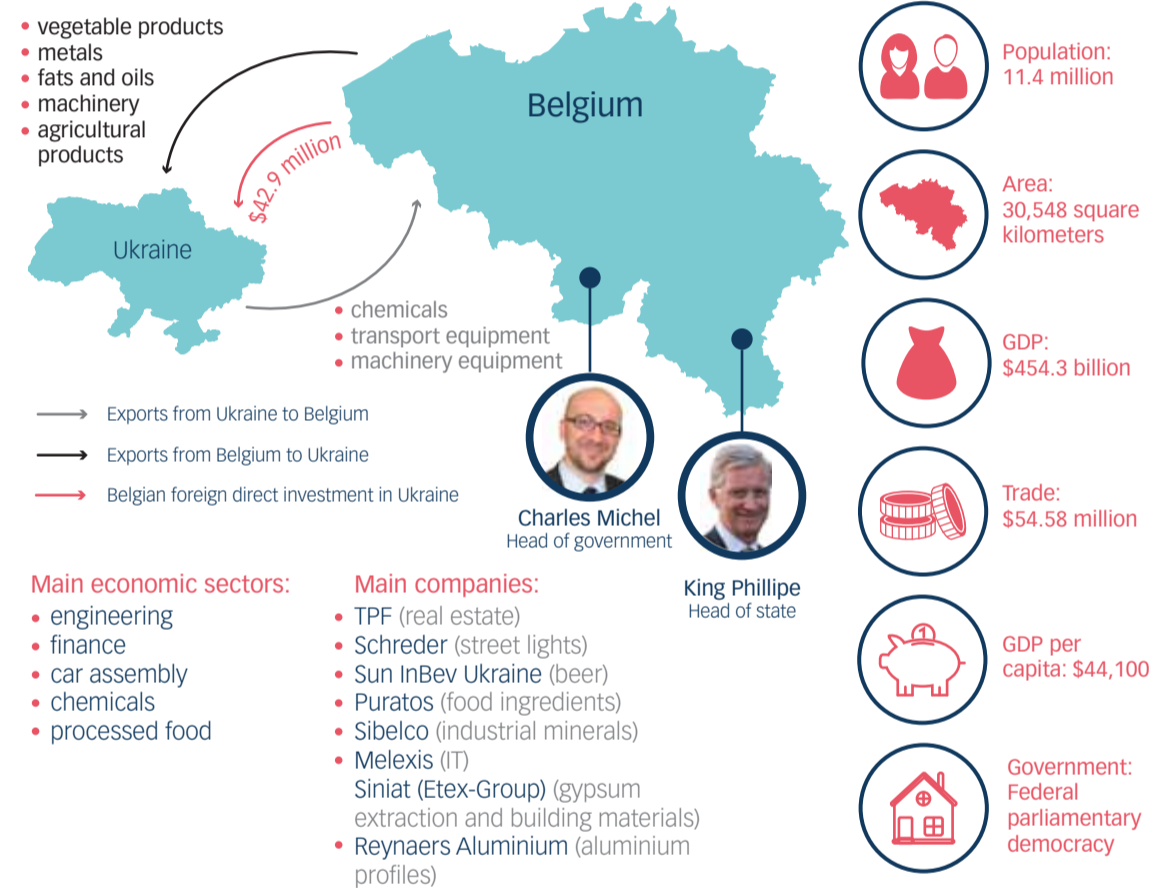 • vegetable products
• metals
• fats and oils
• machinery
• agricultural
products
Belgium
$42.9 million
Ukraine
• chemicals
• transport equipment
• machinery equipment
Exports from Ukraine to Belgium
Exports from Belgium to Ukraine
Belgian foreign direct investment in Ukraine
Charles Michel
Head of government
King Phillipe
Head of state
Main economic sectors:
• engineering
• finance
• car assembly
• chemicals
• processed food
Main companies:
• TPF (real estate)
• Schreder (street lights)
• Sun InBev Ukraine (beer)
• Puratos (food ingredients)
• Sibelco (industrial minerals)
• Melexis (IT)
Siniat (Etex-Group) (gypsum
extraction and building materials)
• Reynaers Aluminium (aluminium
profiles)
Population:
11.4 million
Area:
30,548 square
kilometers
GDP:
$454.3 billion
Trade:
$54.58 million
1
GDP per
capita: $44,100
Government:
Federal
parliamentary
democracy